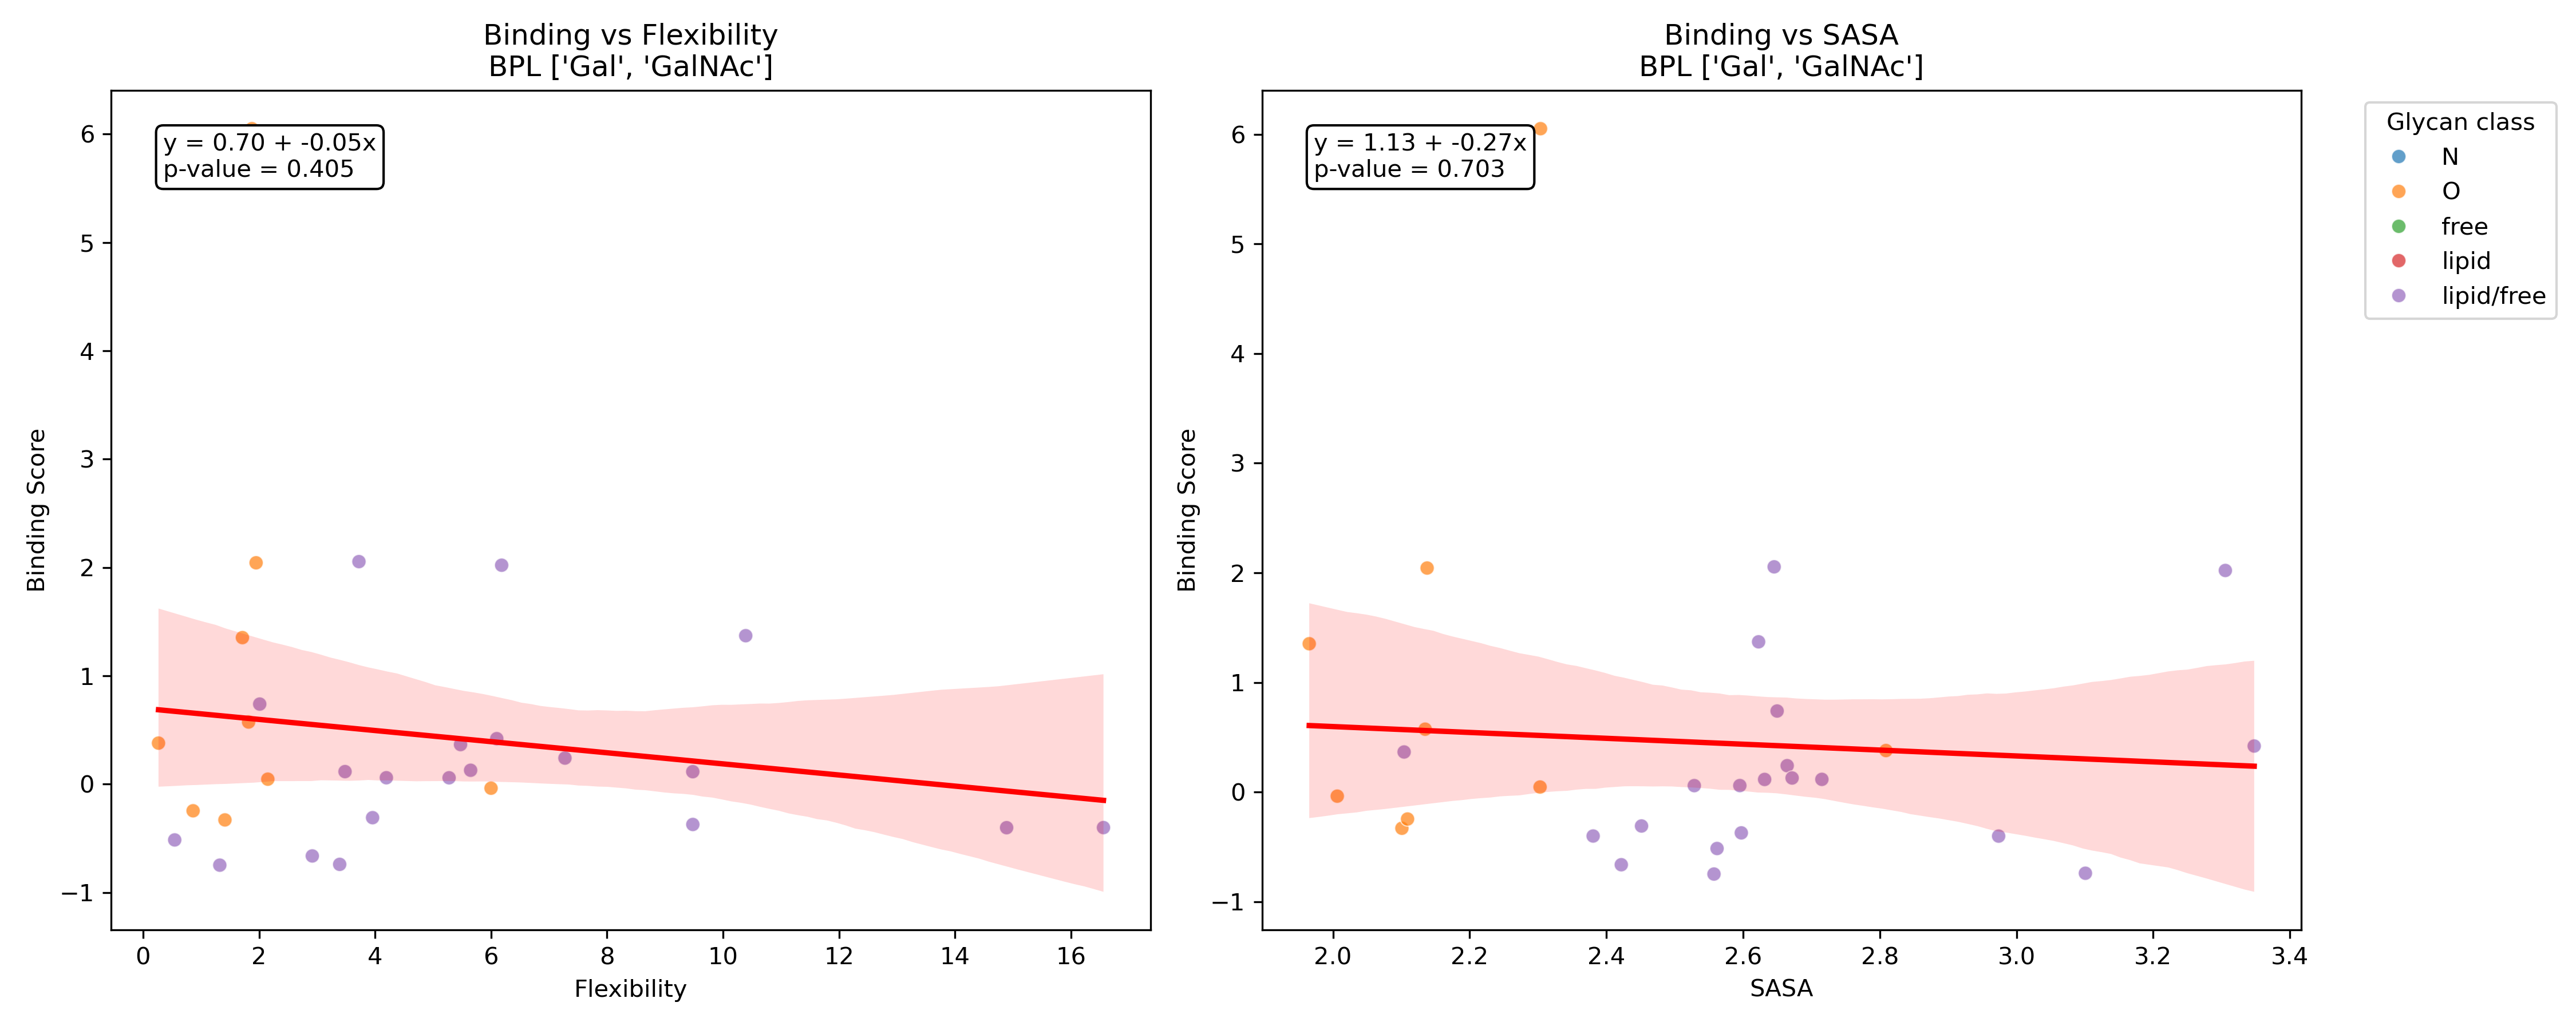 Binding vs Flexibility
BPL ['Gal', 'GalNAc']
y = 0.70 + -0.05x
p-value = 0.405
6
5
4
3
2
1
0
−1
Binding Score
0 2 4 6 8 10 12 14 16
Flexibility
Binding vs SASA
BPL ['Gal', 'GalNAc']
y = 1.13 + -0.27x
p-value = 0.703
6
5
4
3
2
1
0
−1
Binding Score
2.0 2.2 2.4 2.6 2.8 3.0 3.2 3.4
SASA
Glycan class
N
O
free
lipid
lipid/free